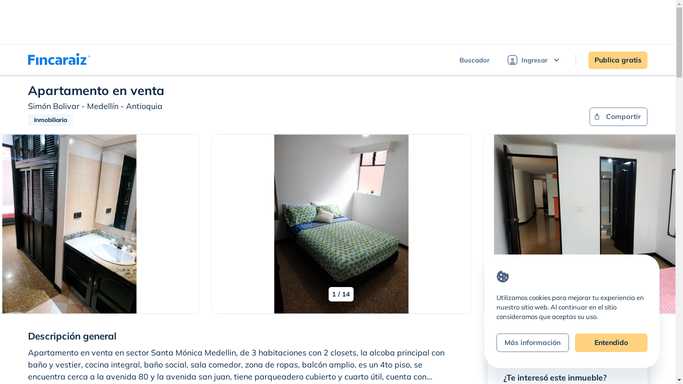 Fincaraiz
Buscador
Ingresar
Publica gratis
Apartamento en venta
Simón Bolivar - Medellín - Antioquia
Inmobiliaria
Compartir
1 / 14
Utilizamos cookies para mejorar tu experiencia en
nuestro sitio web. Al continuar en el sitio
consideramos que aceptas su uso.
Más información
Entendido
Descripción general
Apartamento en venta en sector Santa Mónica Medellin, de 3 habitaciones con 2 closets, la alcoba principal con
baño y vestier, cocina integral, baño social, sala comedor, zona de ropas, balcón amplio, es un 4to piso, se
encuentra cerca a la avenida 80 y la avenida san juan, tiene parqueadero cubierto y cuarto útil, cuenta con...
¿Te interesó este inmueble?